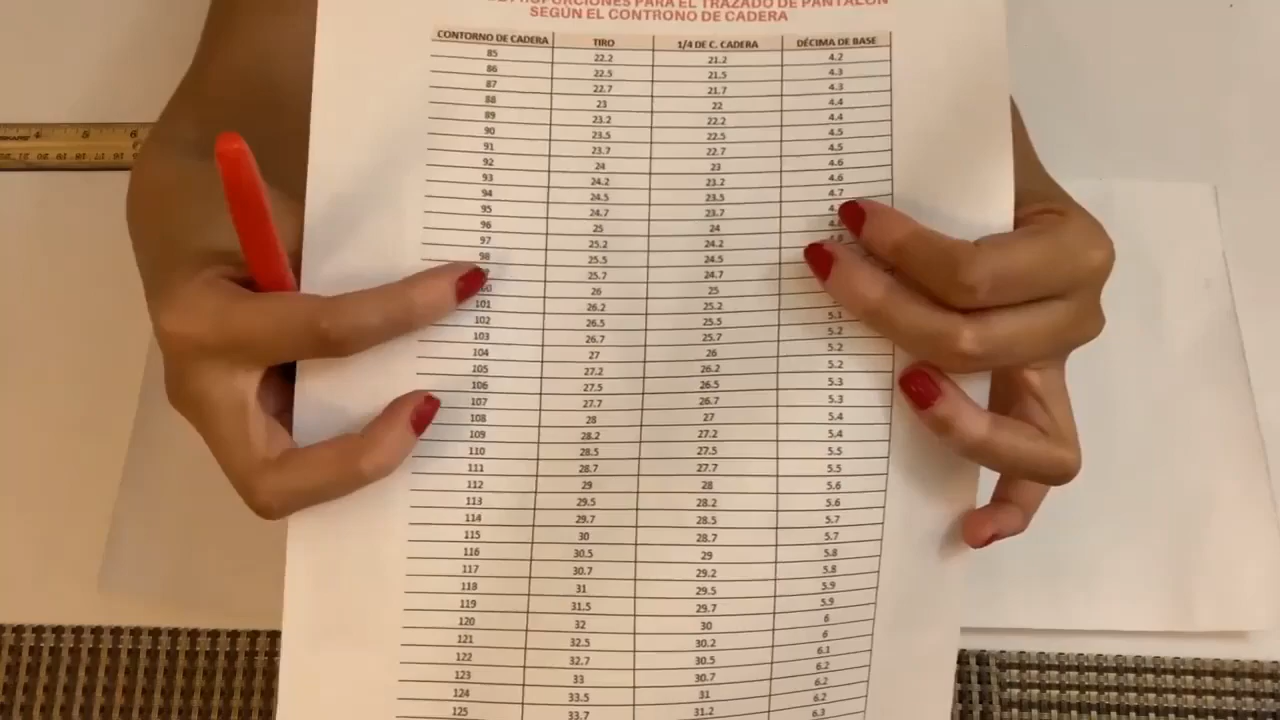 PROPORCIONES PARA EL TRAZADO DE PANTALÓN
SEGÚN EL CONTRONO DE CADERA
CONTORNO DE CADERA TIRO 1/4 DE C. CADERA DÉCIMA DE BASE
85 22.2 21.2 4.2
86 22.5 21.5 4.3
87 22.7 21.7 4.3
88 23 22 4.4
89 23.2 22.2 4.4
90 23.5 22.5 4.5
91 23.7 22.7 4.5
92 24 23 4.6
93 24.2 23.2 4.6
94 24.5 23.5 4.7
95 24.7 23.7
96 25 24
97 25.2 24.2
98 25.5 24.5
25.7 24.7
26 25
101 26.2 25.2
102 26.5 25.5 5.1
103 26.7 25.7 5.2
104 27 26 5.2
105 27.2 26.2 5.2
106 27.5 26.5 5.3
107 27.7 26.7 5.3
108 28 27 5.4
109 28.2 27.2 5.4
110 28.5 27.5 5.5
111 28.7 27.7 5.5
112 29 28 5.6
113 29.5 28.2 5.6
114 29.7 28.5 5.7
115 30 28.7 5.7
116 30.5 29 5.8
117 30.7 29.2 5.8
118 31 29.5 5.9
119 31.5 29.7 5.9
120 32 30 6
121 32.5 30.2 6
122 32.7 30.5 6.1
123 33 30.7 6.2
124 33.5 31 6.2
125 33.7 31.2 6.2
6.3